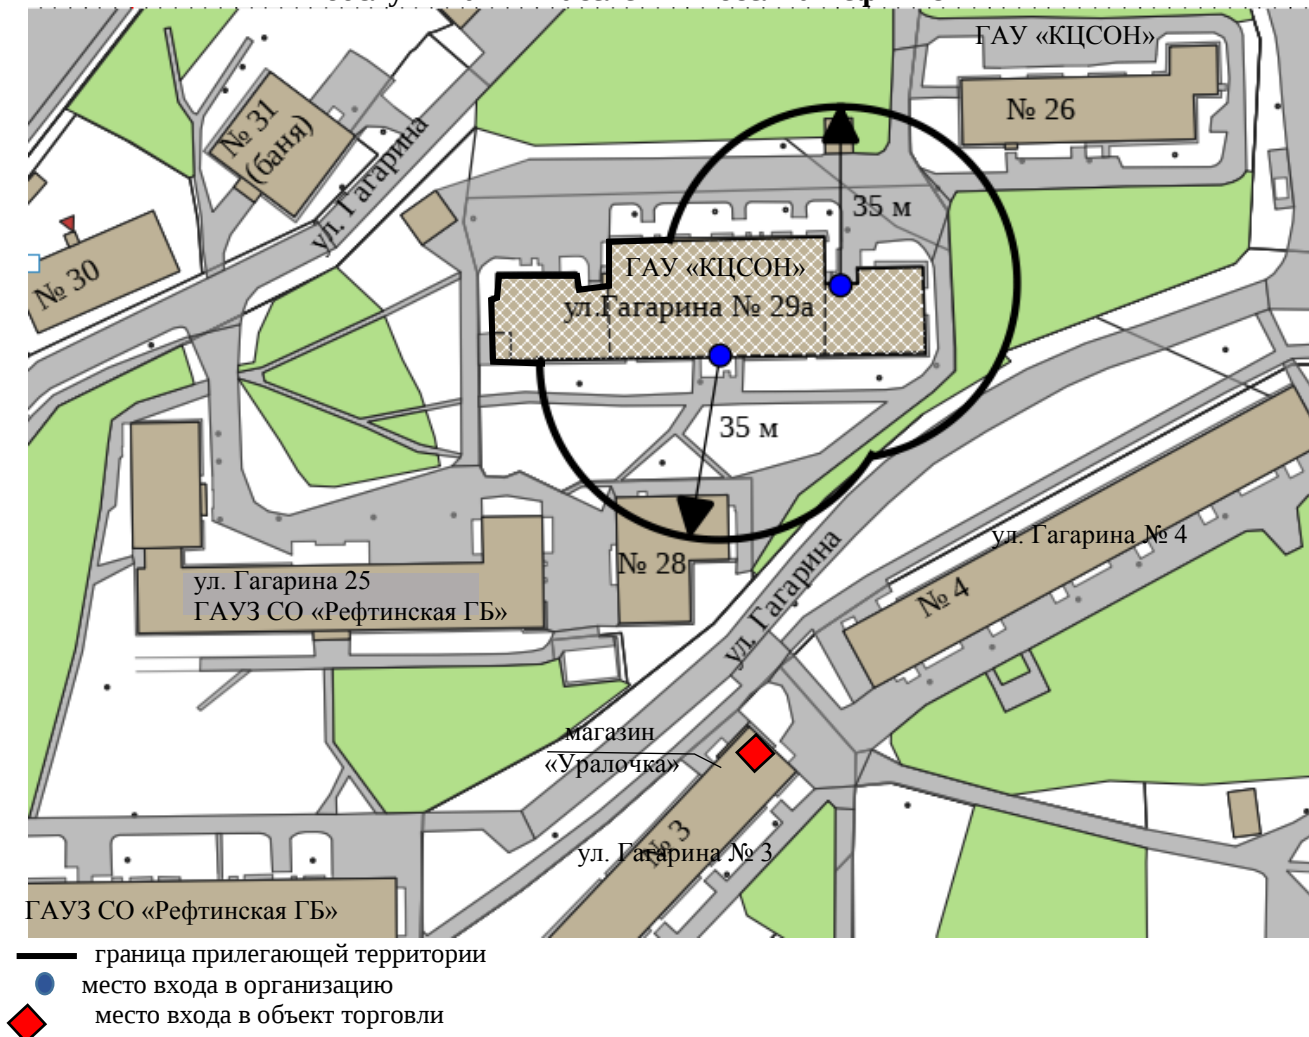 ГАУ «КЦСОН»
№ 26
№ 31
(баня)
ул. Гагарина
35 м
№ 30
ГАУ «КЦСОН»
ул.Гагарина № 29а
35 м
ул. Гагарина № 4
№ 4
№ 28
ул. Гагарина 25
ГАУЗ СО «Рефтинская ГБ»
ул. Гагарина
магазин
«Уралочка»
№ 3
ул. Гагарина № 3
ГАУЗ СО «Рефтинская ГБ»
граница прилегающей территории
место входа в организацию
место входа в объект торговли